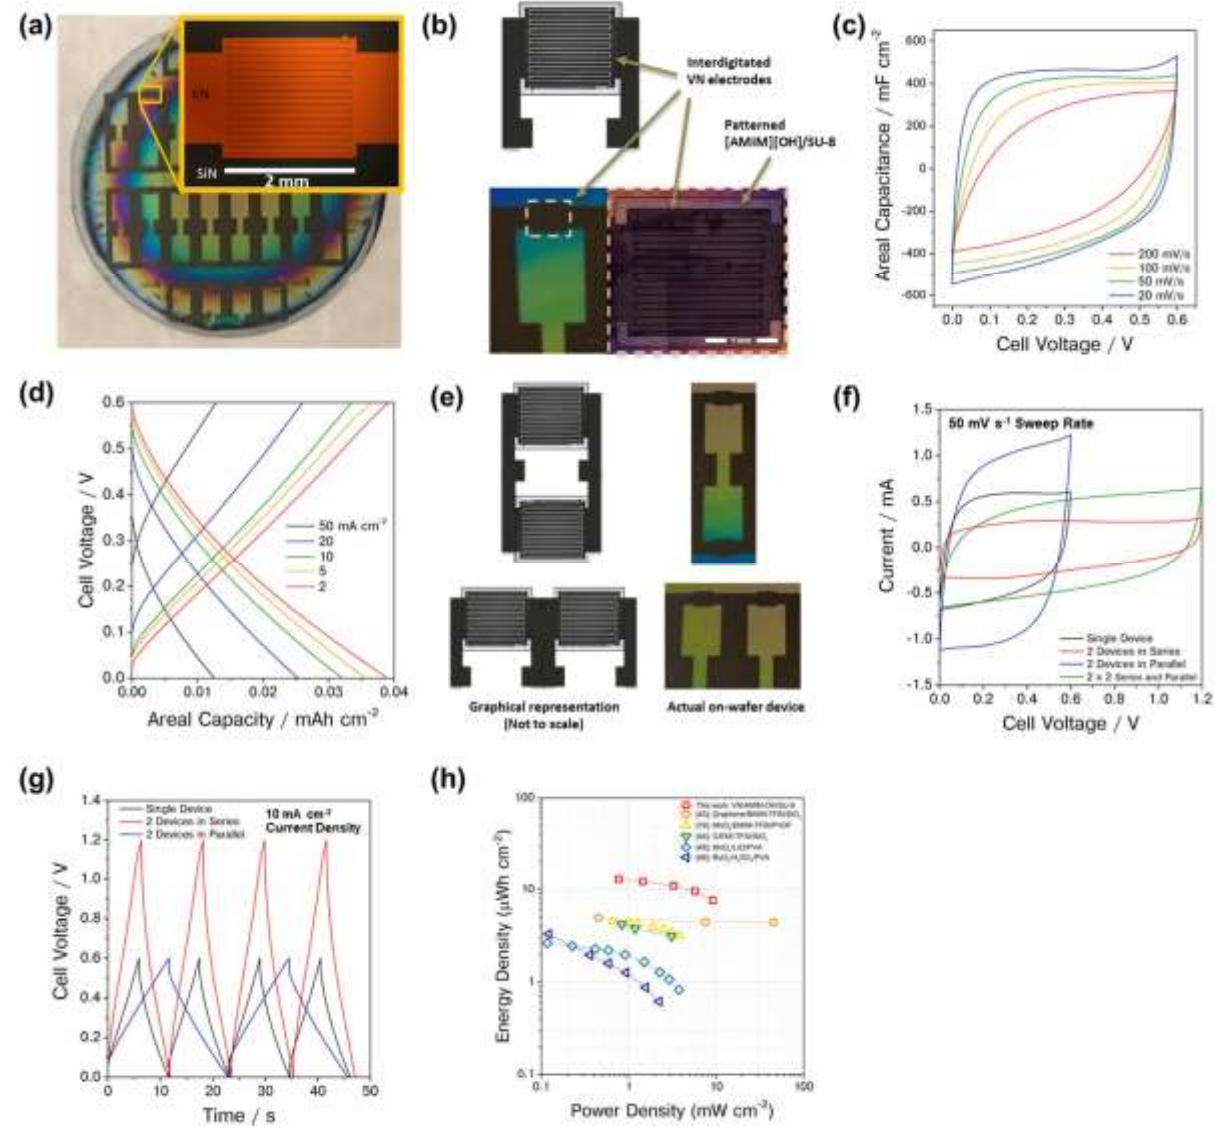 (a)
VN
SiN
2 mm
(b)
Interdigitated
VN electrodes
Patterned
[AMIM][OH]/SU-8
(c)
Areal Capacitance / mF cm⁻²
600
400
200
0
-200
-400
-600
200 mV/s
100 mV/s
50 mV/s
20 mV/s
0.0 0.1 0.2 0.3 0.4 0.5 0.6
Cell Voltage / V
(d)
Cell Voltage / V
0.6
0.5
0.4
0.3
0.2
0.1
0.0
50 mA cm⁻²
20
10
5
2
0.00 0.01 0.02 0.03 0.04
Areal Capacity / mAh cm⁻²
(e)
Graphical representation
(Not to scale)
Actual on-wafer device
(f)
50 mV s⁻¹ Sweep Rate
Current / mA
1.5
1.0
0.5
0.0
-0.5
-1.0
-1.5
Single Device
2 Devices in Series
2 Devices in Parallel
2 x 2 Series and Parallel
0.0 0.2 0.4 0.6 0.8 1.0 1.2
Cell Voltage / V
(g)
Cell Voltage / V
1.4
1.2
1.0
0.8
0.6
0.4
0.2
0.0
Single Device
2 Devices in Series
2 Devices in Parallel
10 mA cm⁻²
Current Density
0 10 20 30 40 50
Time / s
(h)
Energy Density (μWh cm⁻²)
100
10
1
0.1
This work: VN/AMIM-OH/SU-8
0.1 1 10 100
Power Density (mW cm⁻²)